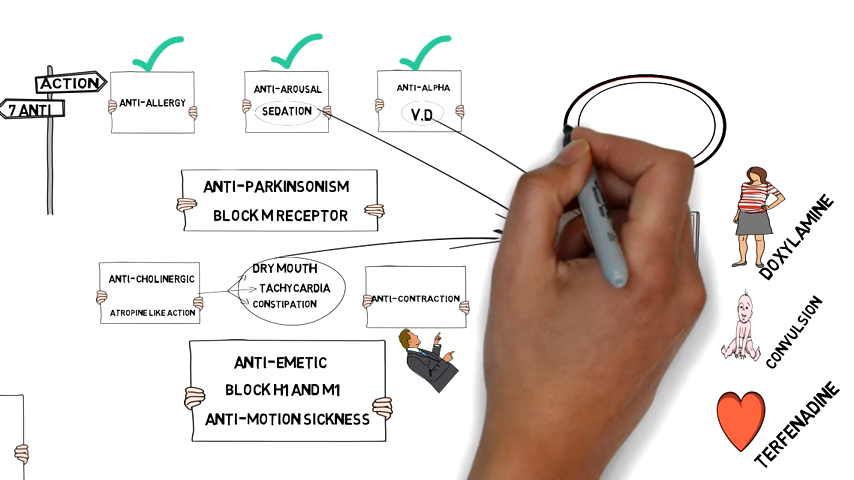 ACTION
7 ANTI
ANTI-ALLERGY
ANTI-AROUSAL
SEDATION
ANTI-ALPHA
V.D
ANTI-PARKINSONISM
BLOCK M RECEPTOR
ANTI-CHOLINERGIC
ATROPINE LIKE ACTION
DRY MOUTH
TACHYCARDIA
CONSTIPATION
ANTI-CONTRACTION
ANTI-EMETIC
BLOCK H1 AND M1
ANTI-MOTION SICKNESS
DOXYLAMINE
CONVULSION
TERFENADINE